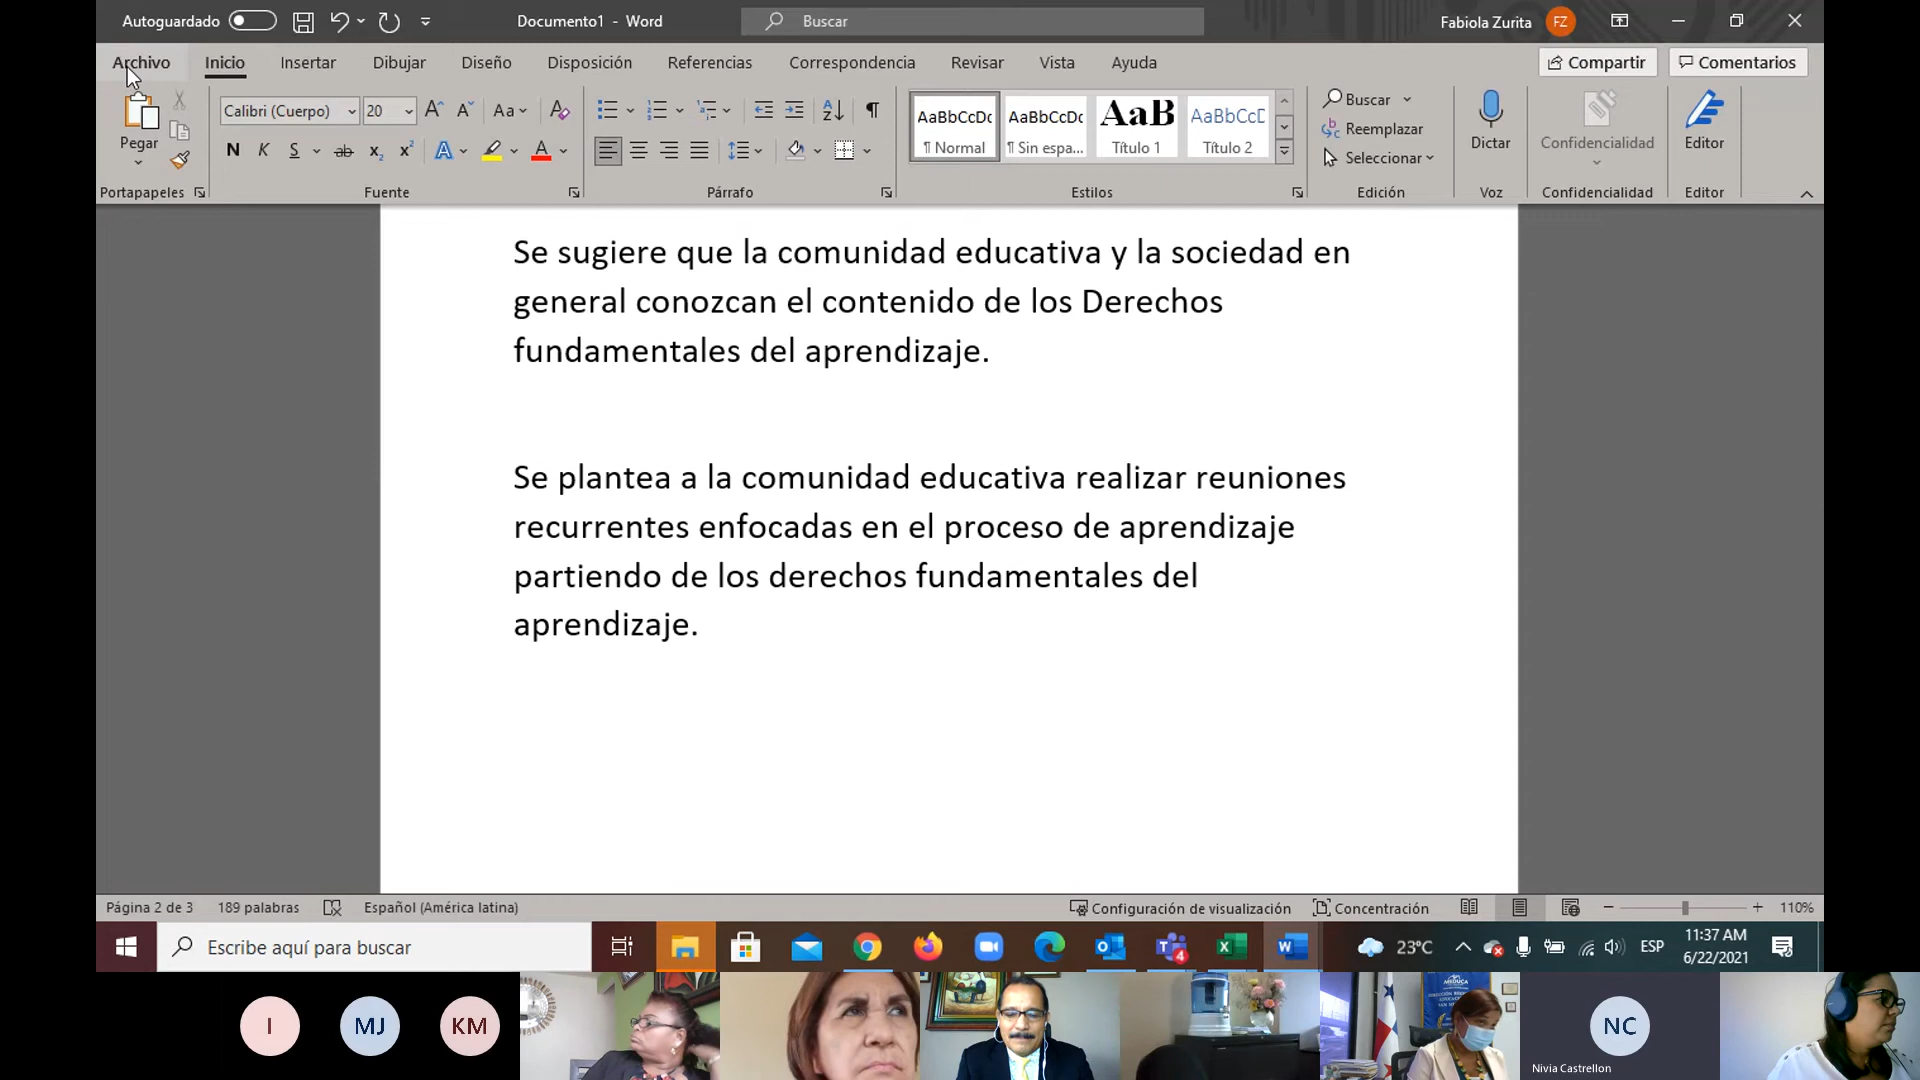 Autoguardado
Documento1 - Word
Buscar
Fabiola Zurita
FZ
Archivo
Inicio
Insertar
Dibujar
Diseño
Disposición
Referencias
Correspondencia
Revisar
Vista
Ayuda
Compartir
Comentarios
Pegar
Portapapeles
Calibri (Cuerpo)
20
Aa
N K S ab x₂ x²
Fuente
Párrafo
AaBbCcDc
¶ Normal
AaBbCcDc
¶ Sin espa...
AaB
Título 1
AaBbCcD
Título 2
Estilos
Buscar
Reemplazar
Seleccionar
Edición
Dictar
Voz
Confidencialidad
Confidencialidad
Editor
Editor
Se sugiere que la comunidad educativa y la sociedad en
general conozcan el contenido de los Derechos
fundamentales del aprendizaje.
Se plantea a la comunidad educativa realizar reuniones
recurrentes enfocadas en el proceso de aprendizaje
partiendo de los derechos fundamentales del
aprendizaje.
Página 2 de 3
189 palabras
Español (América latina)
Configuración de visualización
Concentración
110%
Escribe aquí para buscar
4
23°C
ESP
11:37 AM
6/22/2021
I
MJ
KM
MEDUCA
NC
Nivia Castrellon